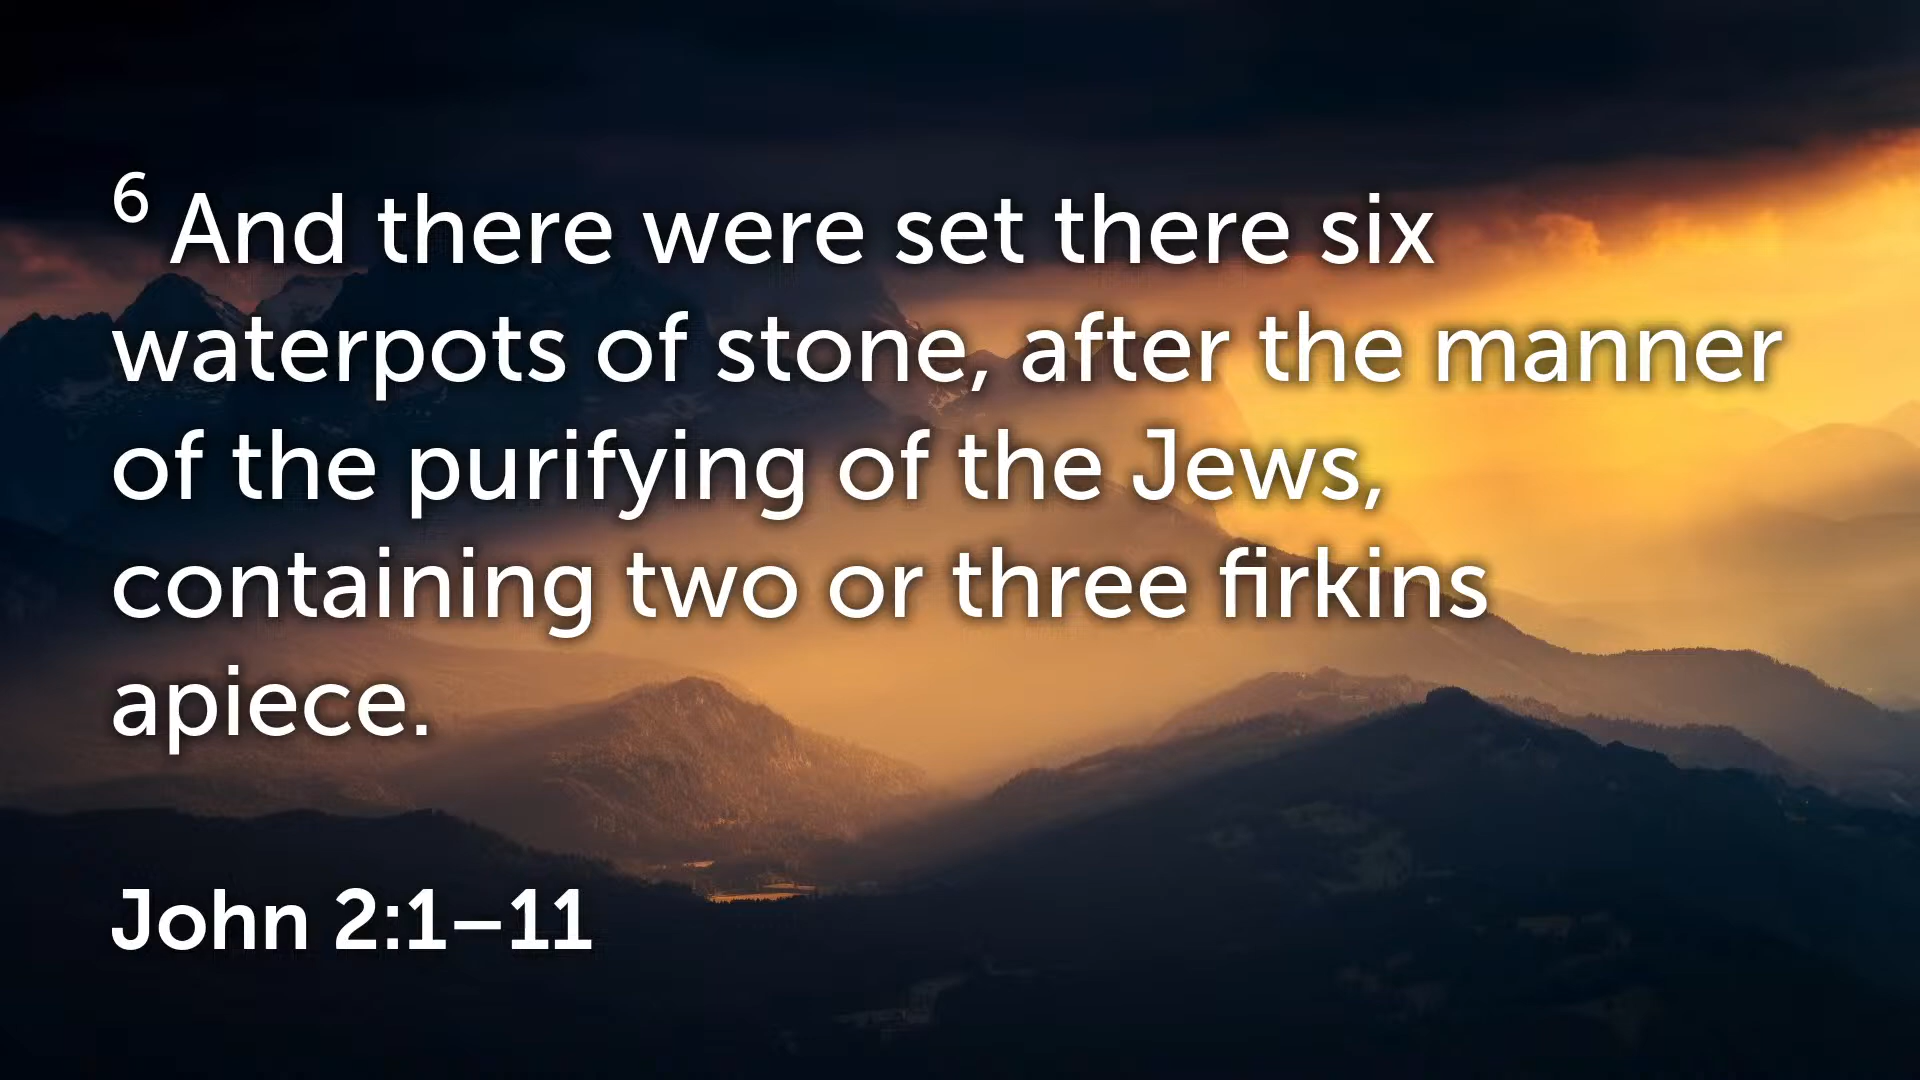 6 And there were set there six
waterpots of stone, after the manner
of the purifying of the Jews,
containing two or three firkins
apiece.
John 2:1–11